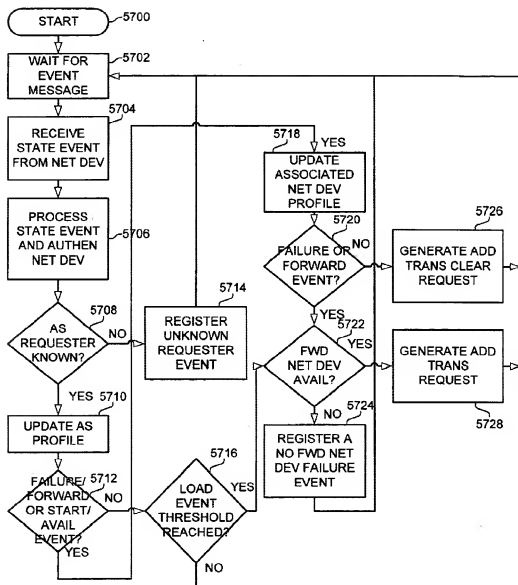 START
5700
WAIT FOR
EVENT
MESSAGE
5702
5704
RECEIVE
STATE EVENT
FROM NET DEV
PROCESS
STATE EVENT
AND AUTHEN
NET DEV
5706
5708
AS
REQUESTER
KNOWN?
NO
YES
5714
REGISTER
UNKNOWN
REQUESTER
EVENT
5710
UPDATE AS
PROFILE
FAILURE/
FORWARD
OR START/
AVAIL
EVENT?
5712
NO
YES
5716
LOAD
EVENT
THRESHOLD
REACHED?
YES
NO
5718
YES
UPDATE
ASSOCIATED
NET DEV
PROFILE
5720
FAILURE OR
FORWARD
EVENT?
NO
YES
5726
GENERATE ADD
TRANS CLEAR
REQUEST
5722
FWD
NET DEV
AVAIL?
YES
NO
GENERATE ADD
TRANS
REQUEST
5728
5724
REGISTER A
NO FWD NET
DEV FAILURE
EVENT